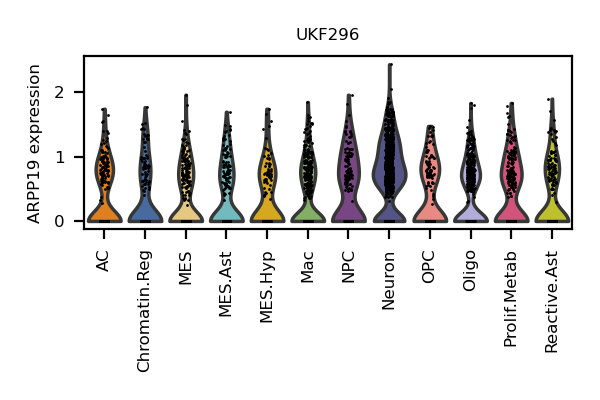 UKF296
ARPP19 expression
2
1
0
AC
Chromatin.Reg
MES
MES.Ast
MES.Hyp
Mac
NPC
Neuron
OPC
Oligo
Prolif.Metab
Reactive.Ast